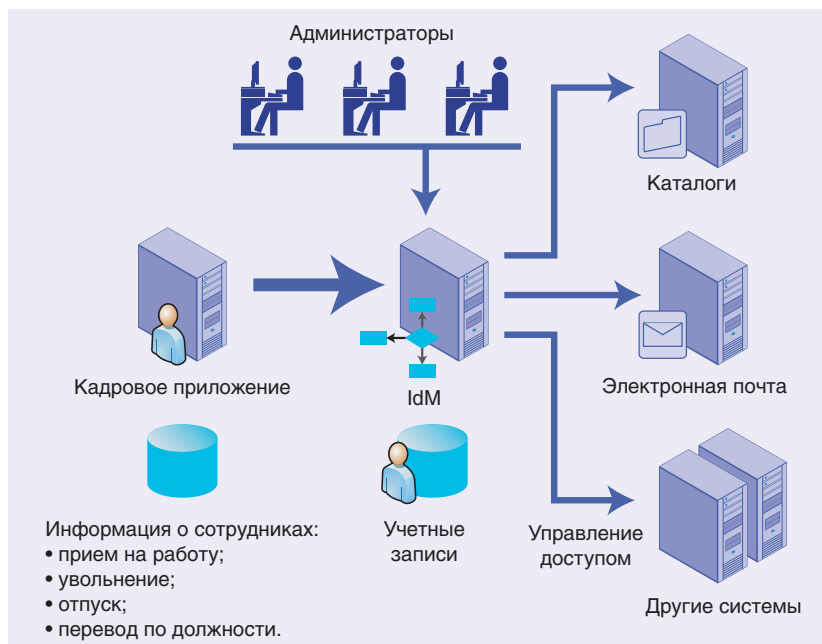 Администраторы
Каталоги
Кадровое приложение
IdM
Электронная почта
Информация о сотрудниках:
• прием на работу;
• увольнение;
• отпуск;
• перевод по должности.
Учетные
записи
Управление
доступом
Другие системы